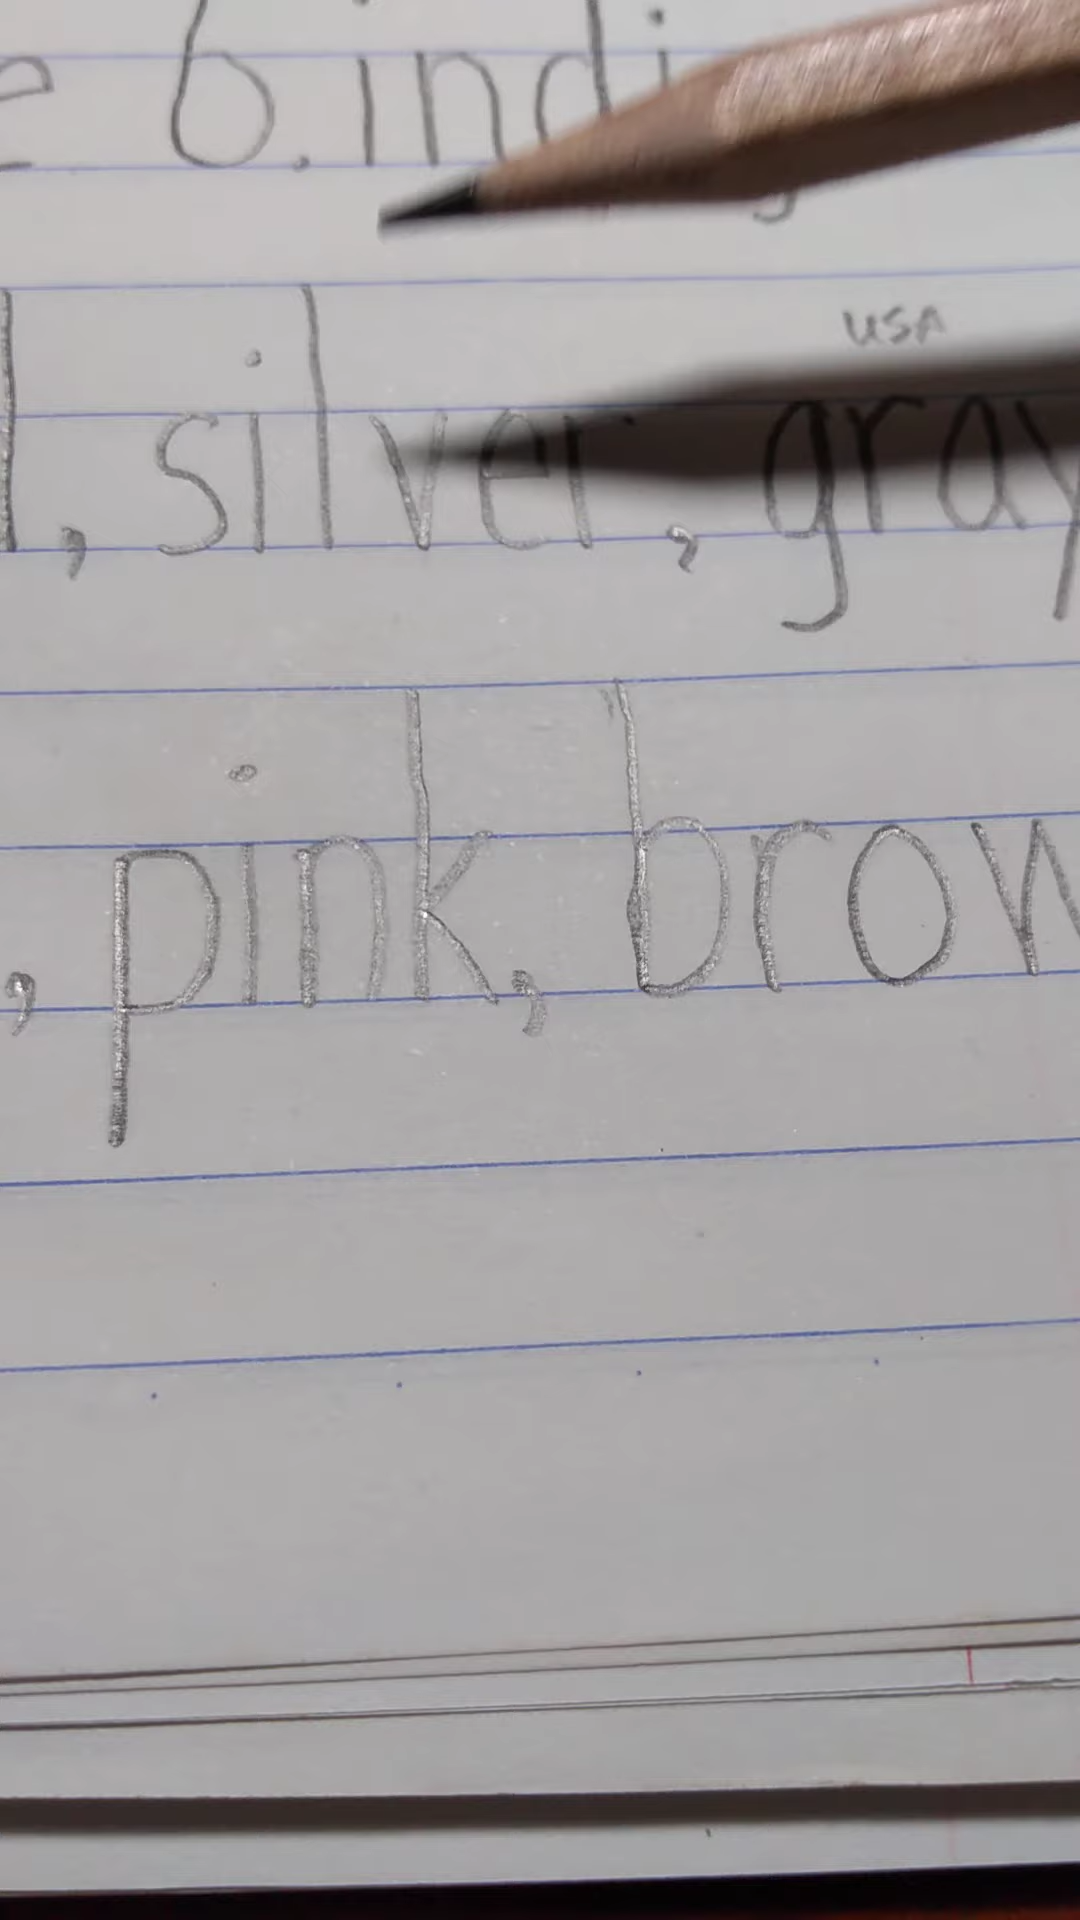 e 6. indi
USA
l, silver, gray
, pink, brow